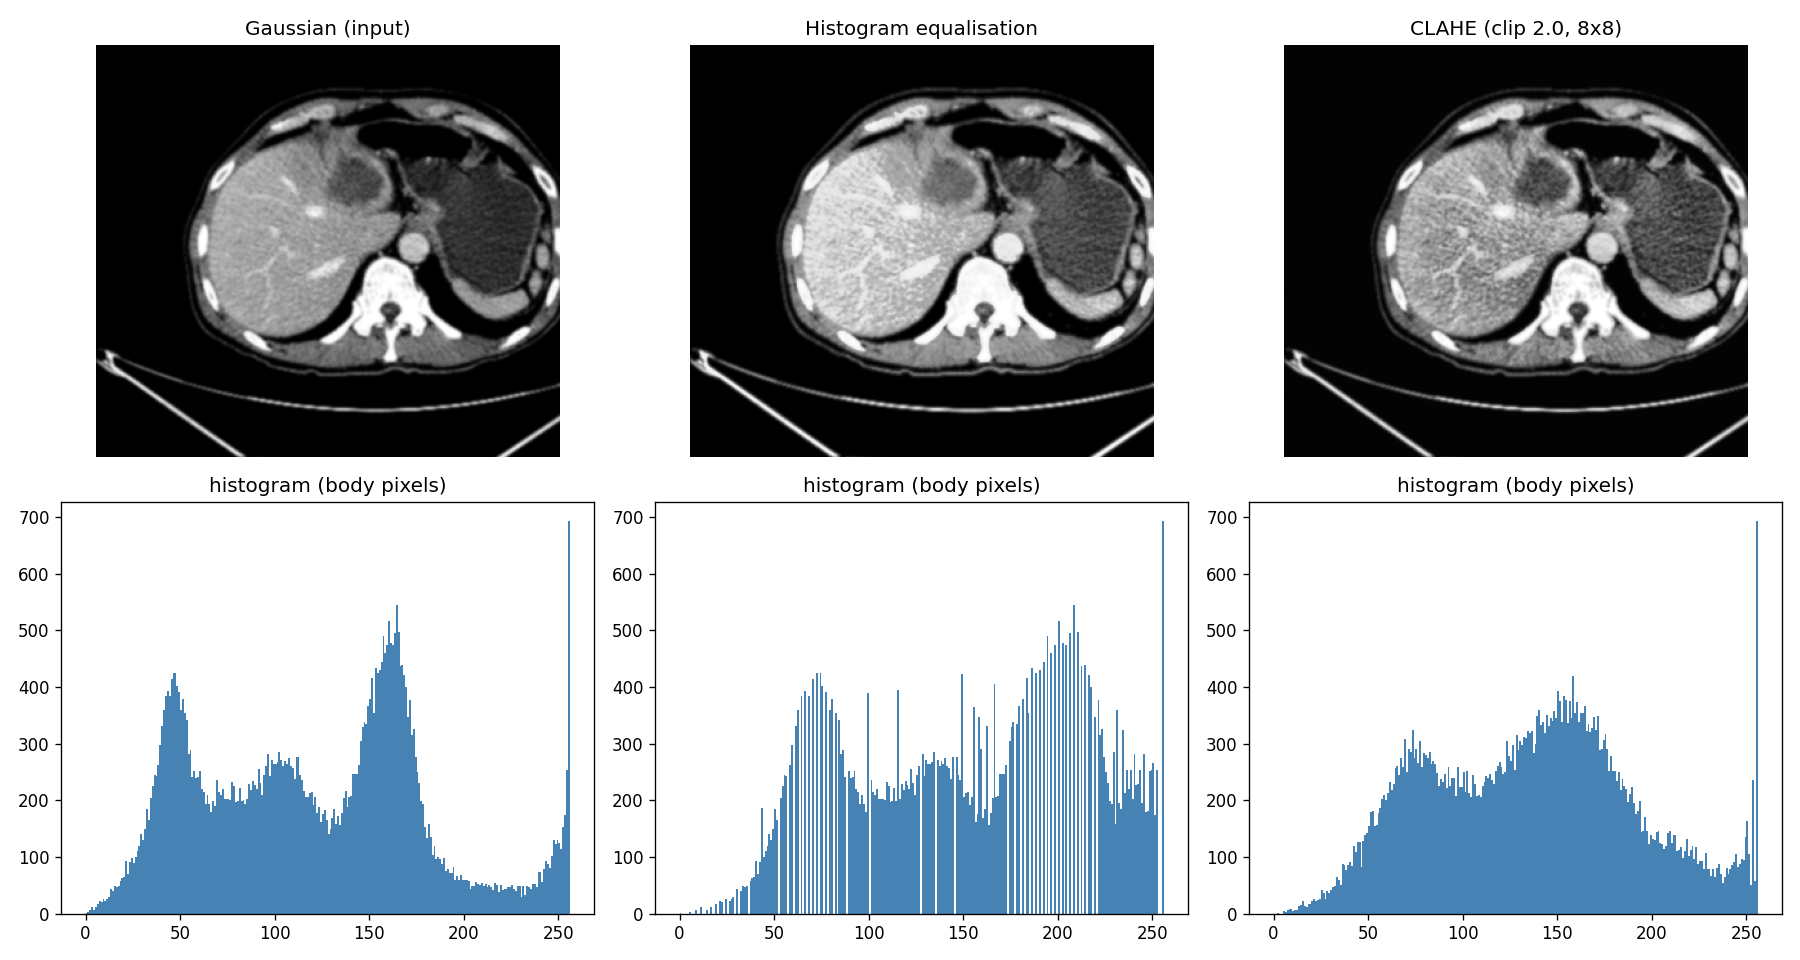 Gaussian (input) Histogram equalisation CLAHE (clip 2.0, 8x8)
histogram (body pixels) histogram (body pixels) histogram (body pixels)
700 700 700
600 600 600
500 500 500
400 400 400
300 300 300
200 200 200
100 100 100
0 0 0
0 50 100 150 200 250 0 50 100 150 200 250 0 50 100 150 200 250